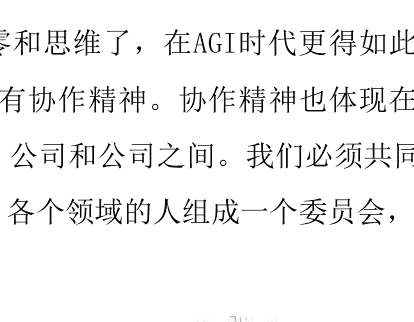 零和思维了，在AGI时代更得如此
有协作精神。协作精神也体现在
，公司和公司之间。我们必须共同
，各个领域的人组成一个委员会，